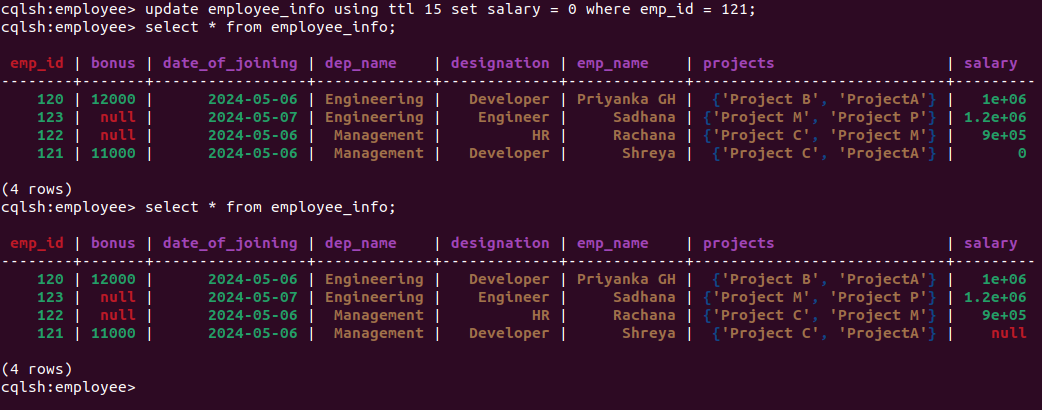 cqlsh:employee> update employee_info using ttl 15 set salary = 0 where emp_id = 121;
cqlsh:employee> select * from employee_info;
 emp_id | bonus | date_of_joining | dep_name    | designation | emp_name    | projects                   | salary
--------+-------+-----------------+-------------+-------------+-------------+----------------------------+---------
    120 | 12000 |      2024-05-06 | Engineering |   Developer | Priyanka GH |  {'Project B', 'ProjectA'} |   1e+06
    123 |  null |      2024-05-07 | Engineering |    Engineer |     Sadhana | {'Project M', 'Project P'} | 1.2e+06
    122 |  null |      2024-05-06 |  Management |          HR |     Rachana | {'Project C', 'Project M'} |   9e+05
    121 | 11000 |      2024-05-06 |  Management |   Developer |      Shreya |  {'Project C', 'ProjectA'} |       0
(4 rows)
cqlsh:employee> select * from employee_info;
 emp_id | bonus | date_of_joining | dep_name    | designation | emp_name    | projects                   | salary
--------+-------+-----------------+-------------+-------------+-------------+----------------------------+---------
    120 | 12000 |      2024-05-06 | Engineering |   Developer | Priyanka GH |  {'Project B', 'ProjectA'} |   1e+06
    123 |  null |      2024-05-07 | Engineering |    Engineer |     Sadhana | {'Project M', 'Project P'} | 1.2e+06
    122 |  null |      2024-05-06 |  Management |          HR |     Rachana | {'Project C', 'Project M'} |   9e+05
    121 | 11000 |      2024-05-06 |  Management |   Developer |      Shreya |  {'Project C', 'ProjectA'} |    null
(4 rows)
cqlsh:employee>